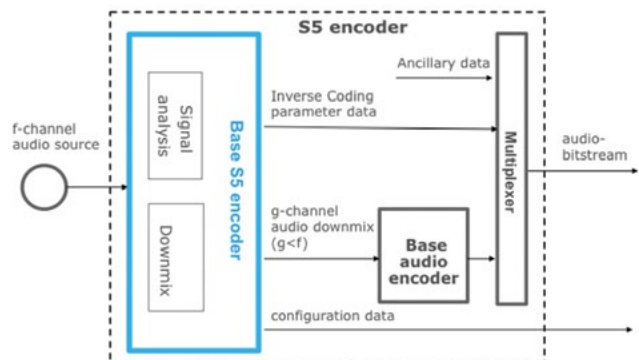 S5 encoder
Ancillary data
Signal
analysis
Inverse Coding
parameter data
f-channel
audio source
Base S5 encoder
Multiplexer
audio-
bitstream
Downmix
g-channel
audio downmix
(g<f)
Base
audio
encoder
configuration data